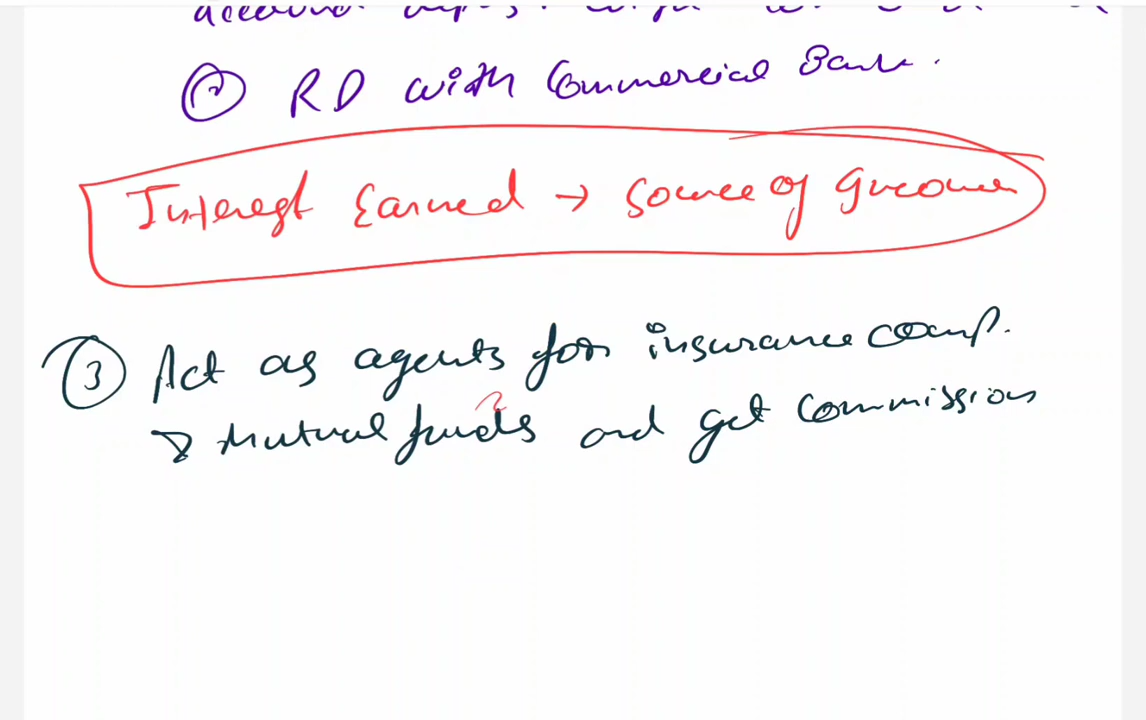 ② RD with Commercial Bank.
Interest Earned → Source of Income
③ Act as agents for insurance comp.
& Mutual funds and get commission